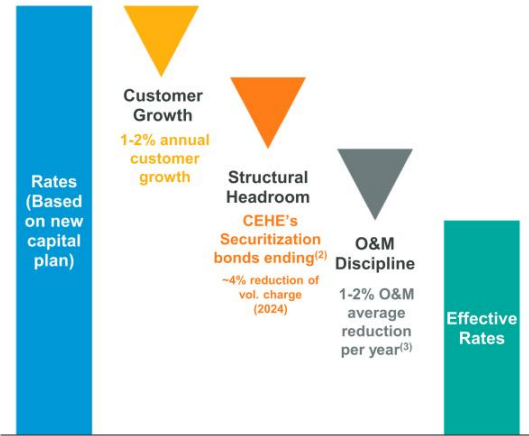 Rates
(Based
on new
capital
plan)
Customer
Growth
1-2% annual
customer
growth
Structural
Headroom
CEHE's
Securitization
bonds ending(2)
~4% reduction of
vol. charge
(2024)
O&M
Discipline
1-2% O&M
average
reduction
per year(3)
Effective
Rates